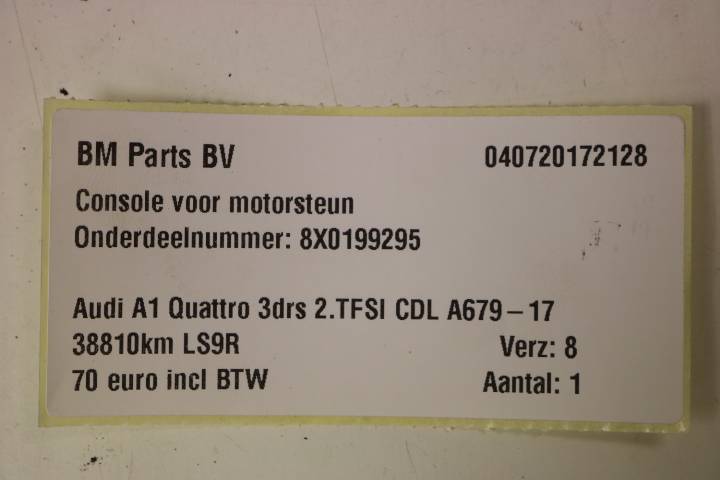 BM Parts BV 040720172128
Console voor motorsteun
Onderdeelnummer: 8X0199295
Audi A1 Quattro 3drs 2.TFSI CDL A679 – 17
38810km LS9R Verz: 8
70 euro incl BTW Aantal: 1